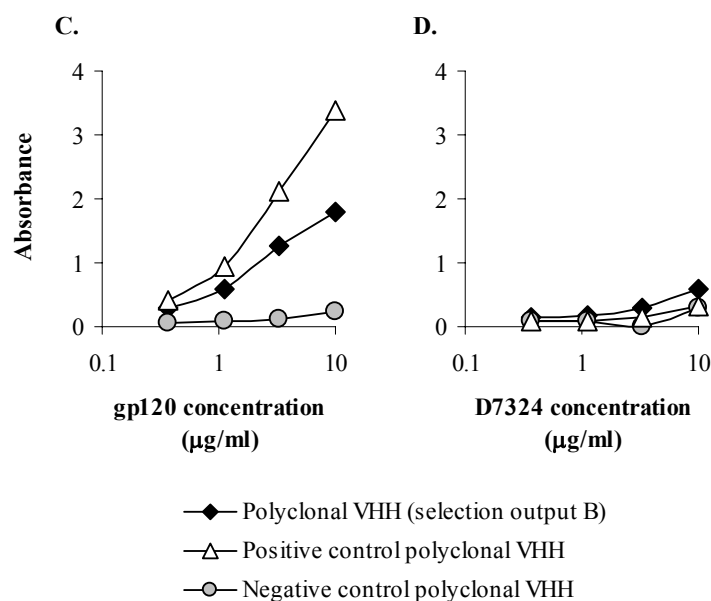 C.
D.
Absorbance
4
3
2
1
0
0.1
1
10
gp120 concentration
(µg/ml)
4
3
2
1
0
0.1
1
10
D7324 concentration
(µg/ml)
Polyclonal VHH (selection output B)
Positive control polyclonal VHH
Negative control polyclonal VHH